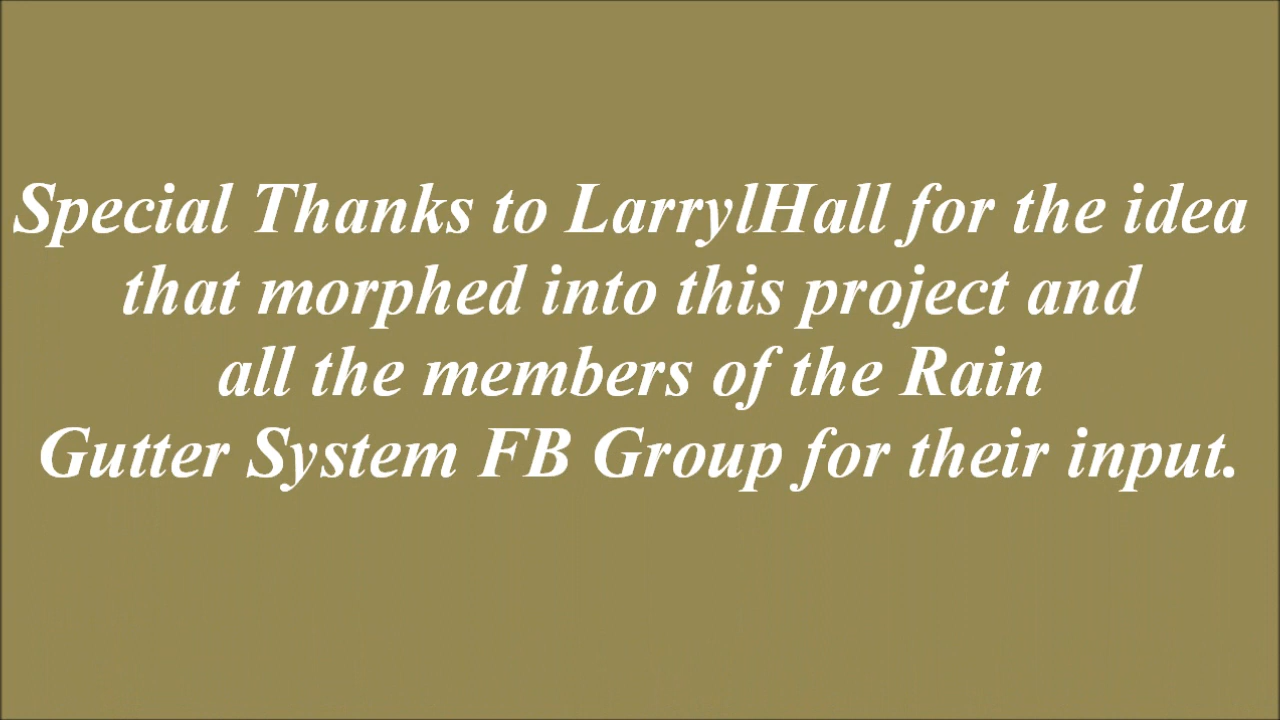 Special Thanks to LarrylHall for the idea
that morphed into this project and
all the members of the Rain
Gutter System FB Group for their input.